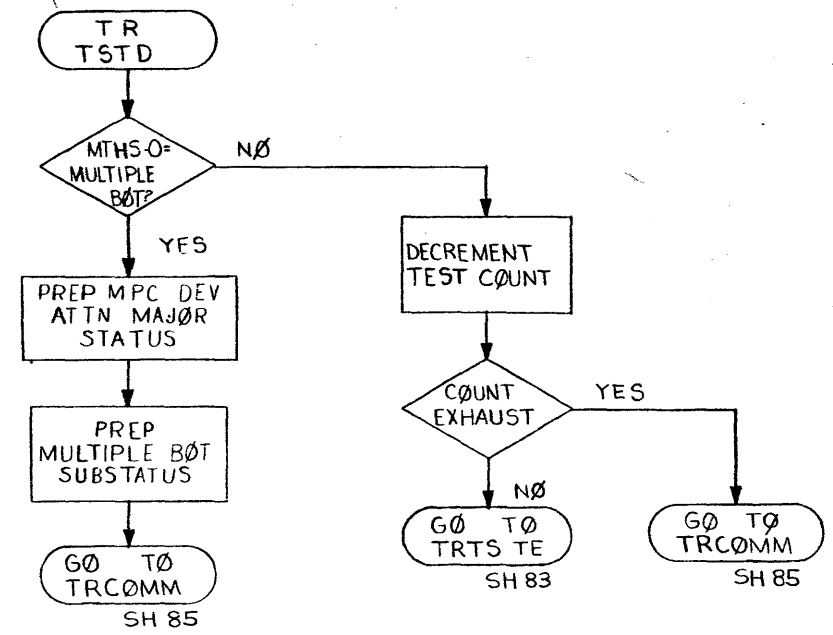 TR
TSTD
MTHS-0=
MULTIPLE
BØT?
NØ
YES
PREP MPC DEV
ATTN MAJØR
STATUS
PREP
MULTIPLE BØT
SUBSTATUS
GØ TØ
TRCØMM
SH 85
DECREMENT
TEST CØUNT
CØUNT
EXHAUST
YES
NØ
GØ TØ
TRTS TE
SH 83
GØ TØ
TRCØMM
SH 85